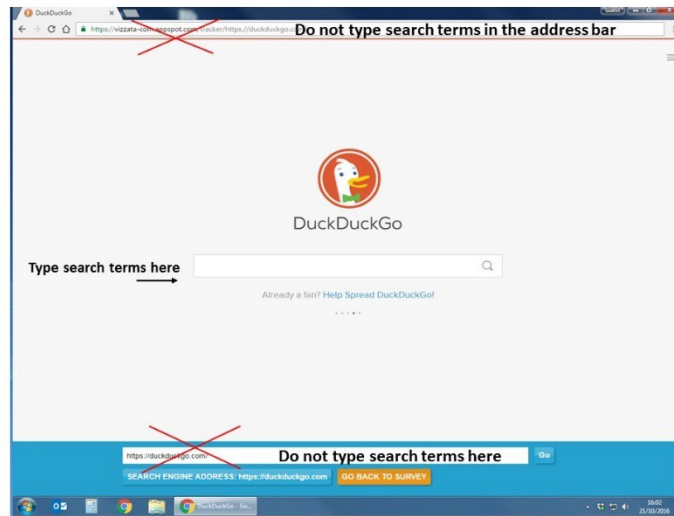 DuckDuckGo
Guest
https://vizzata-com.appspot.com/tracker/https://duckduckgo.com
Do not type search terms in the address bar
DuckDuckGo
Type search terms here
Already a fan? Help Spread DuckDuckGo!
https://duckduckgo.com/
Do not type search terms here
Go
SEARCH ENGINE ADDRESS: https://duckduckgo.com
GO BACK TO SURVEY
DuckDuckGo - Go...
16:02
21/10/2016